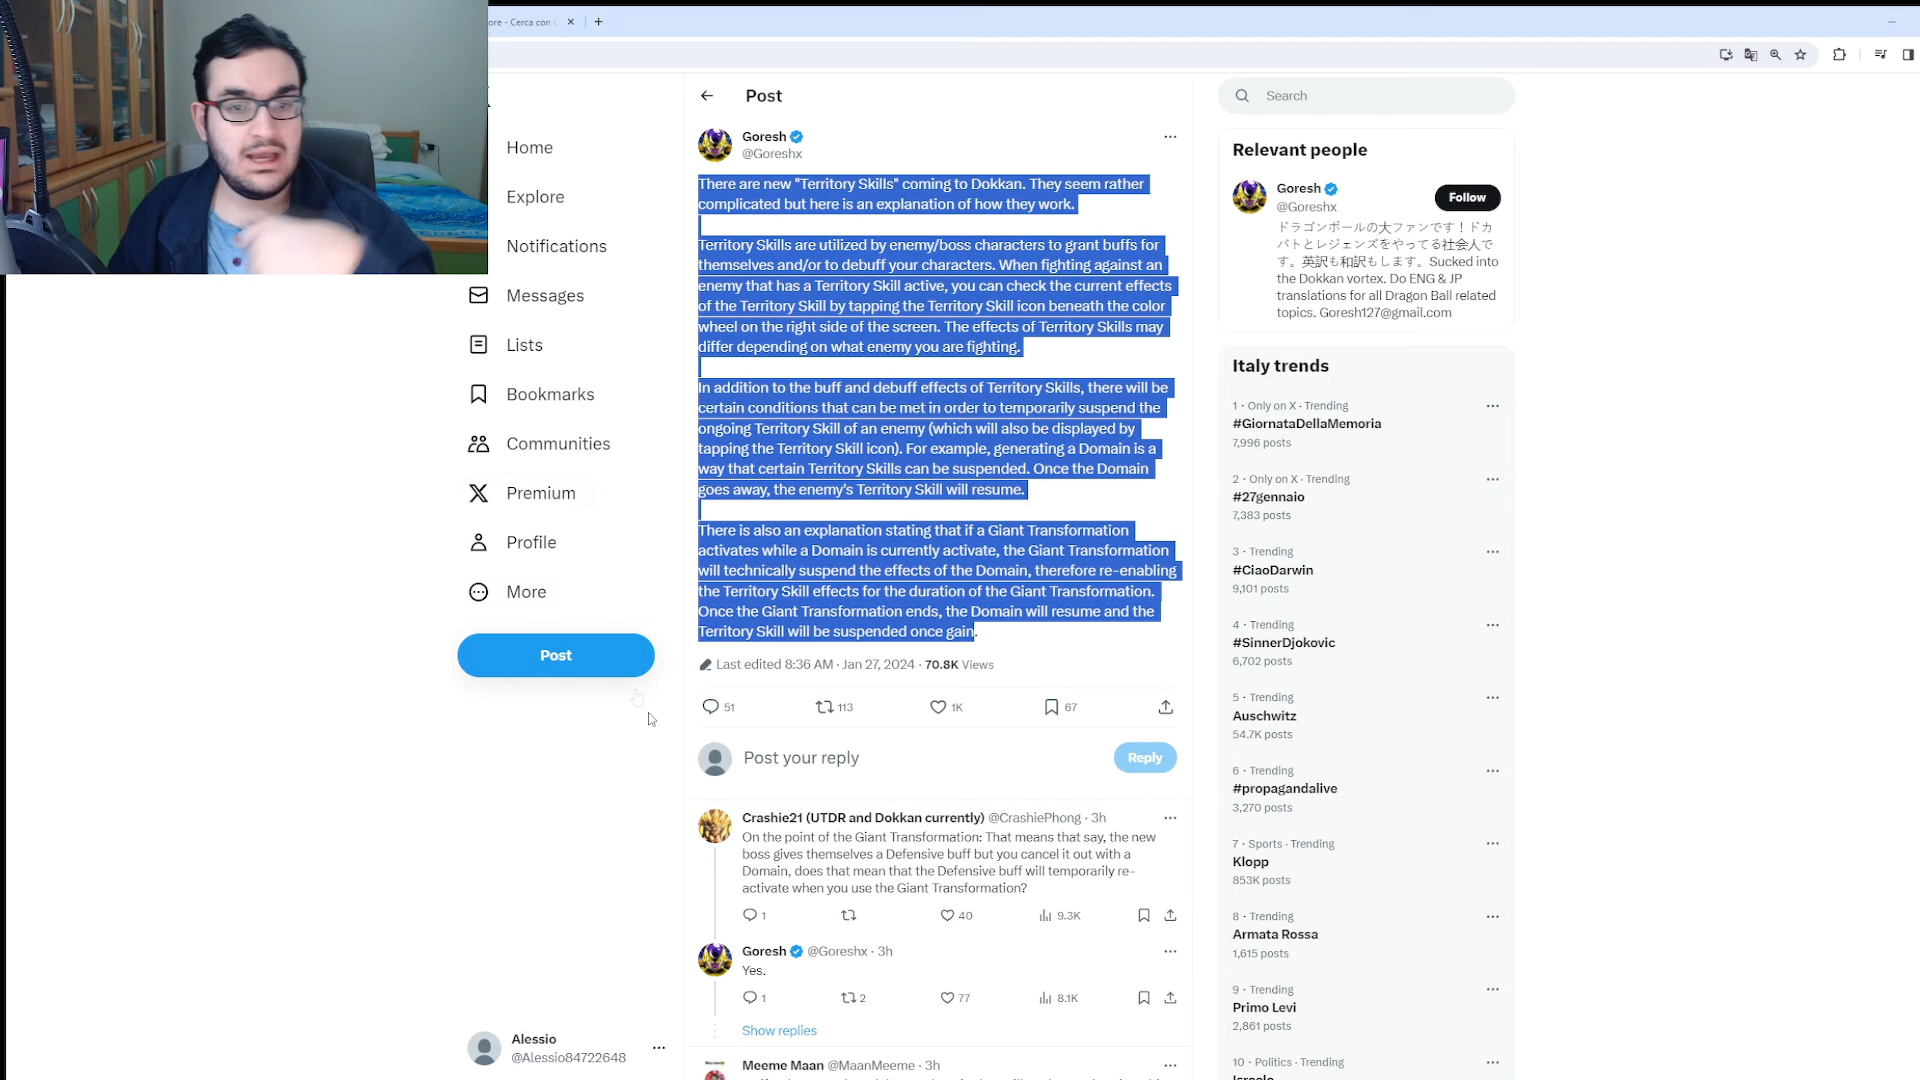 ore - Cerca con
Post
Search
Goresh
@Goreshx
There are new "Territory Skills" coming to Dokkan. They seem rather
complicated but here is an explanation of how they work.
Territory Skills are utilized by enemy/boss characters to grant buffs for
themselves and/or to debuff your characters. When fighting against an
enemy that has a Territory Skill active, you can check the current effects
of the Territory Skill by tapping the Territory Skill icon beneath the color
wheel on the right side of the screen. The effects of Territory Skills may
differ depending on what enemy you are fighting.
In addition to the buff and debuff effects of Territory Skills, there will be
certain conditions that can be met in order to temporarily suspend the
ongoing Territory Skill of an enemy (which will also be displayed by
tapping the Territory Skill icon). For example, generating a Domain is a
way that certain Territory Skills can be suspended. Once the Domain
goes away, the enemy's Territory Skill will resume.
There is also an explanation stating that if a Giant Transformation
activates while a Domain is currently activate, the Giant Transformation
will technically suspend the effects of the Domain, therefore re-enabling
the Territory Skill effects for the duration of the Giant Transformation.
Once the Giant Transformation ends, the Domain will resume and the
Territory Skill will be suspended once gain.
Last edited 8:36 AM · Jan 27, 2024 · 70.8K Views
51 113 1K 67
Post your reply
Reply
Crashie21 (UTDR and Dokkan currently) @CrashiePhong · 3h
On the point of the Giant Transformation: That means that say, the new
boss gives themselves a Defensive buff but you cancel it out with a
Domain, does that mean that the Defensive buff will temporarily re-
activate when you use the Giant Transformation?
1 40 9.3K
Goresh @Goreshx · 3h
Yes.
1 2 77 8.1K
Show replies
Meeme Maan @MaanMeeme · 3h
Home
Explore
Notifications
Messages
Lists
Bookmarks
Communities
Premium
Profile
More
Post
Alessio
@Alessio84722648
Relevant people
Goresh
@Goreshx
Follow
ドラゴンボールの大ファンです！ドカ
バトとレジェンズをやってる社会人で
す。英訳も和訳もします。Sucked into
the Dokkan vortex. Do ENG & JP
translations for all Dragon Ball related
topics. Goresh127@gmail.com
Italy trends
1 · Only on X · Trending
#GiornataDellaMemoria
7,996 posts
2 · Only on X · Trending
#27gennaio
7,383 posts
3 · Trending
#CiaoDarwin
9,101 posts
4 · Trending
#SinnerDjokovic
6,702 posts
5 · Trending
Auschwitz
54.7K posts
6 · Trending
#propagandalive
3,270 posts
7 · Sports · Trending
Klopp
853K posts
8 · Trending
Armata Rossa
1,615 posts
9 · Trending
Primo Levi
2,861 posts
10 · Politics · Trending